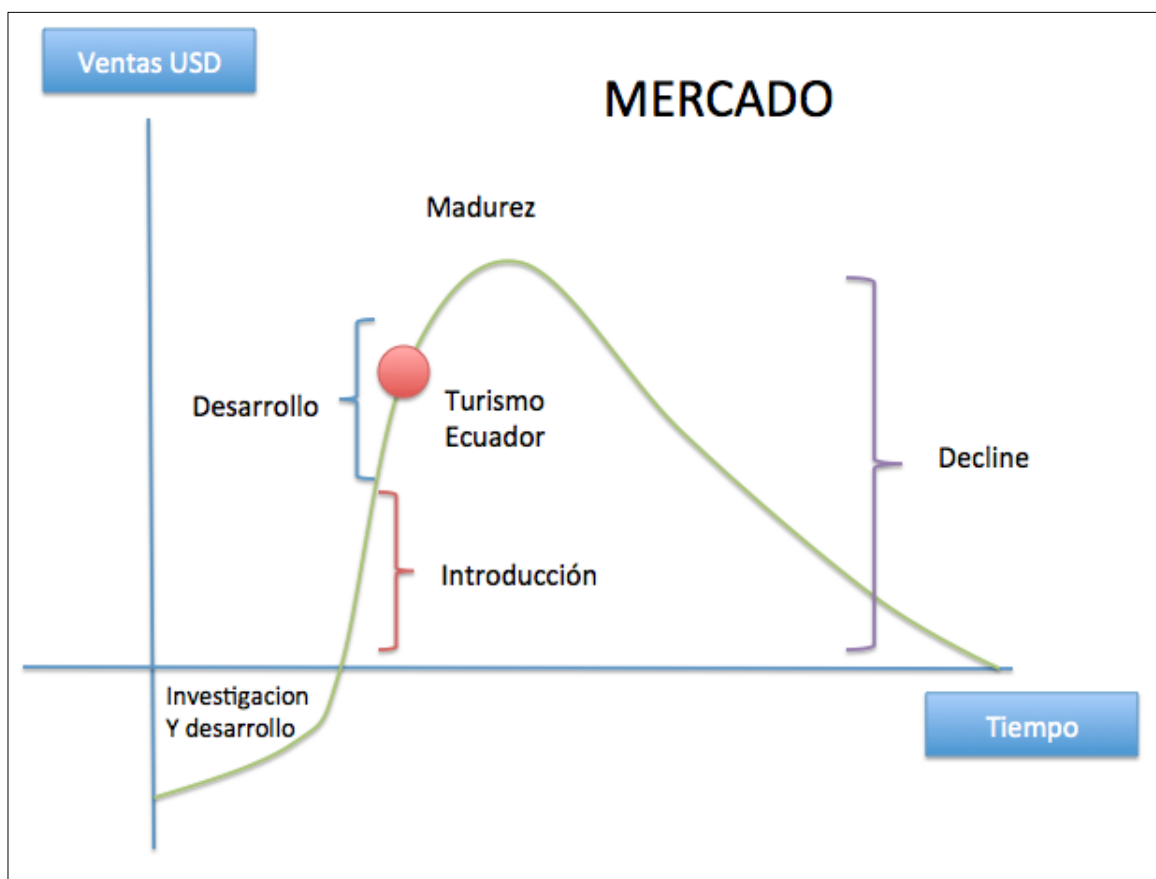 Ventas USD
MERCADO
Madurez
Desarrollo
Turismo
Ecuador
Decline
Introducción
Investigacion
Y desarrollo
Tiempo